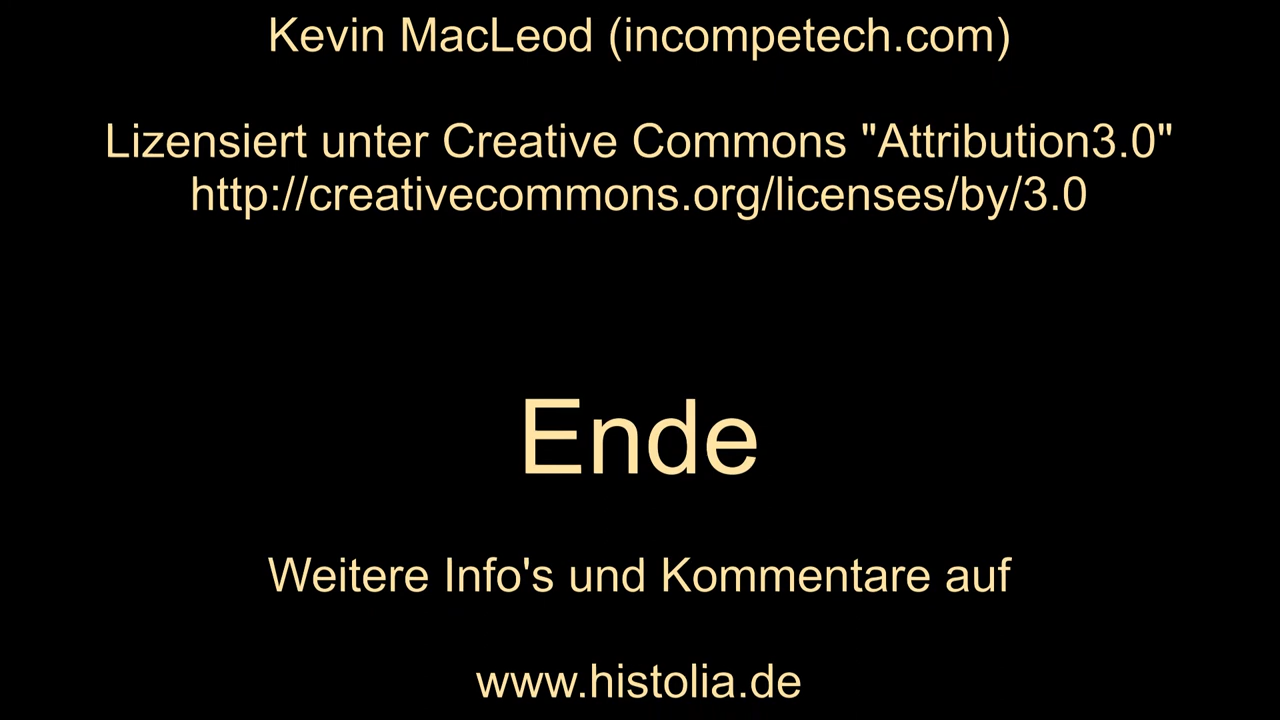 Kevin MacLeod (incompetech.com)
Lizensiert unter Creative Commons "Attribution3.0"
http://creativecommons.org/licenses/by/3.0
Ende
Weitere Info's und Kommentare auf
www.histolia.de